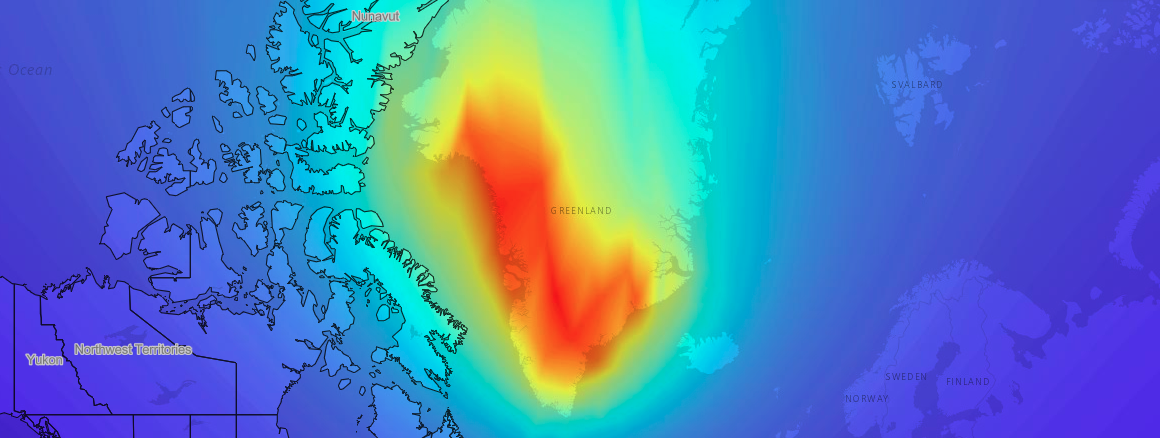 Nunavut
Ocean
SVALBARD
GREENLAND
Northwest Territories
Yukon
SWEDEN
FINLAND
NORWAY